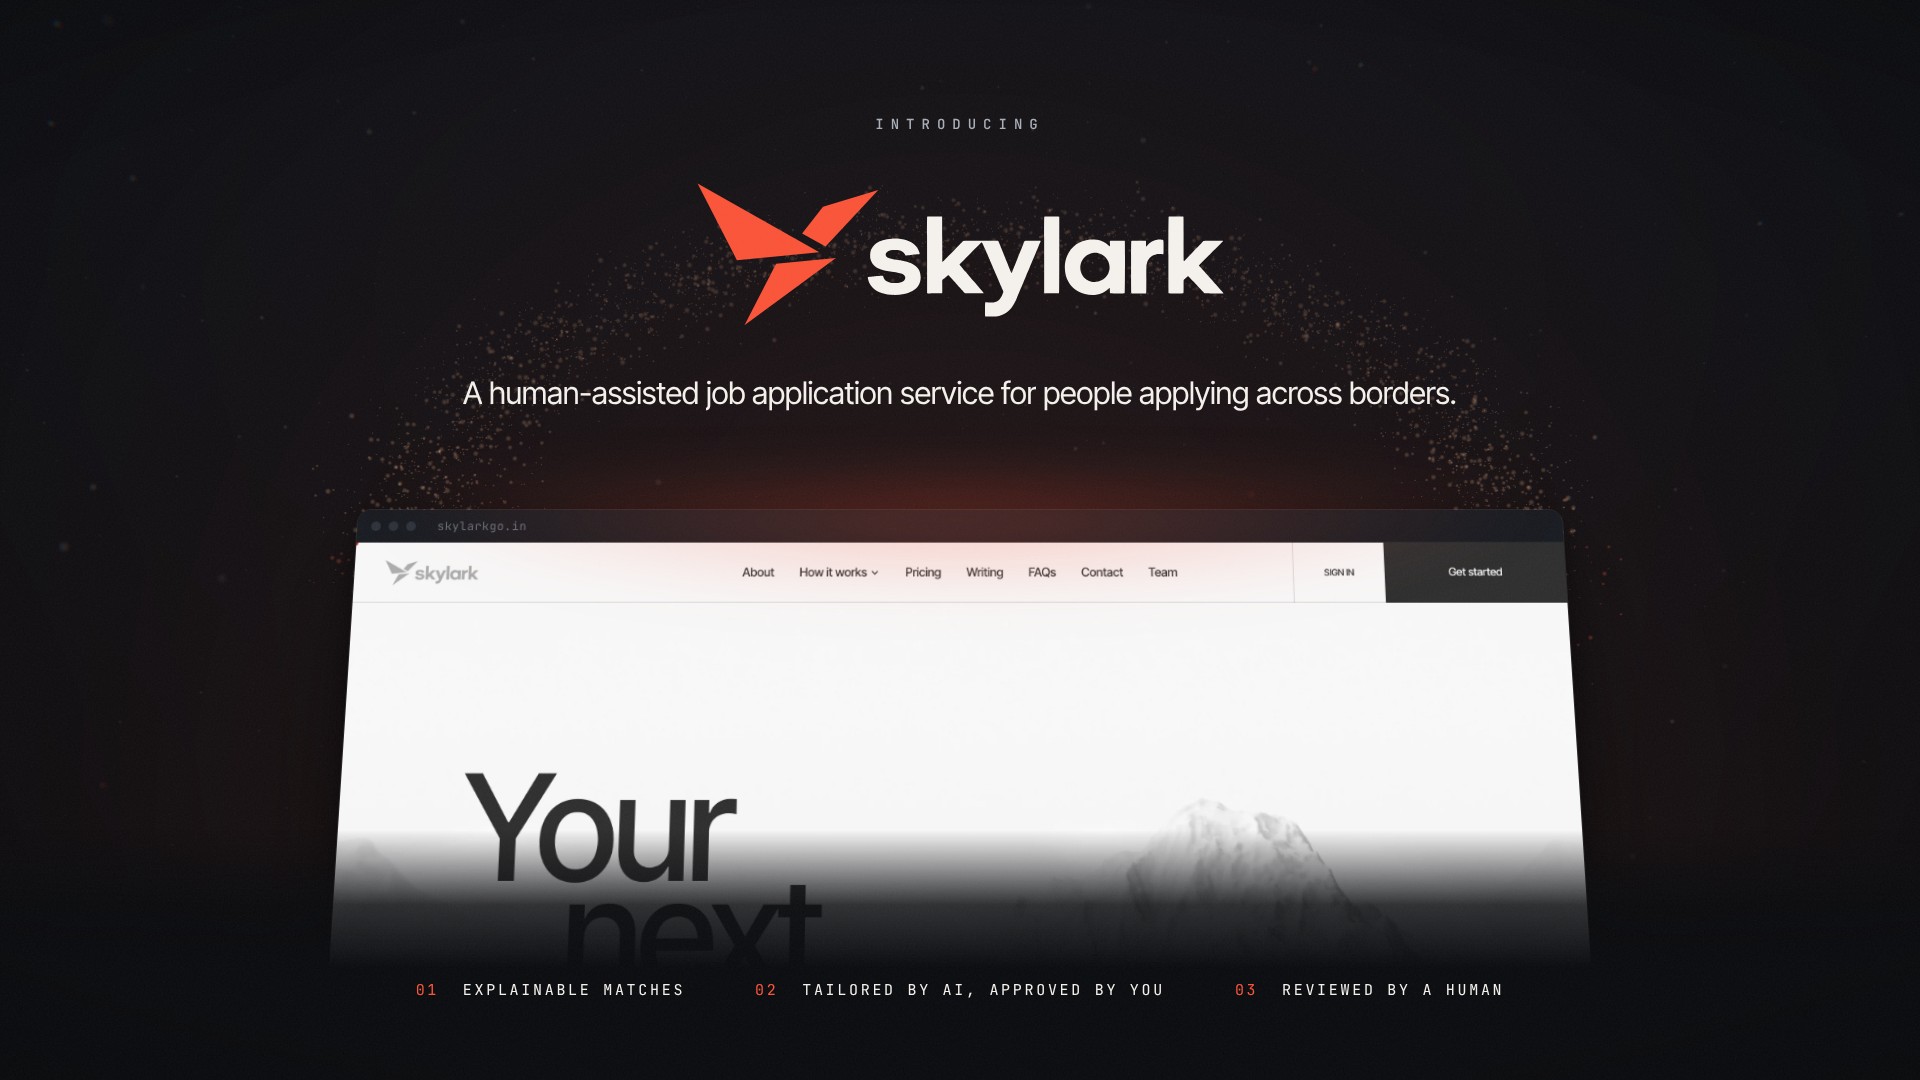 INTRODUCING
skylark
A human-assisted job application service for people applying across borders.
skylarkgo.in
skylark About How it works Pricing Writing FAQs Contact Team SIGN IN Get started
Your
next
01 EXPLAINABLE MATCHES 02 TAILORED BY AI, APPROVED BY YOU 03 REVIEWED BY A HUMAN